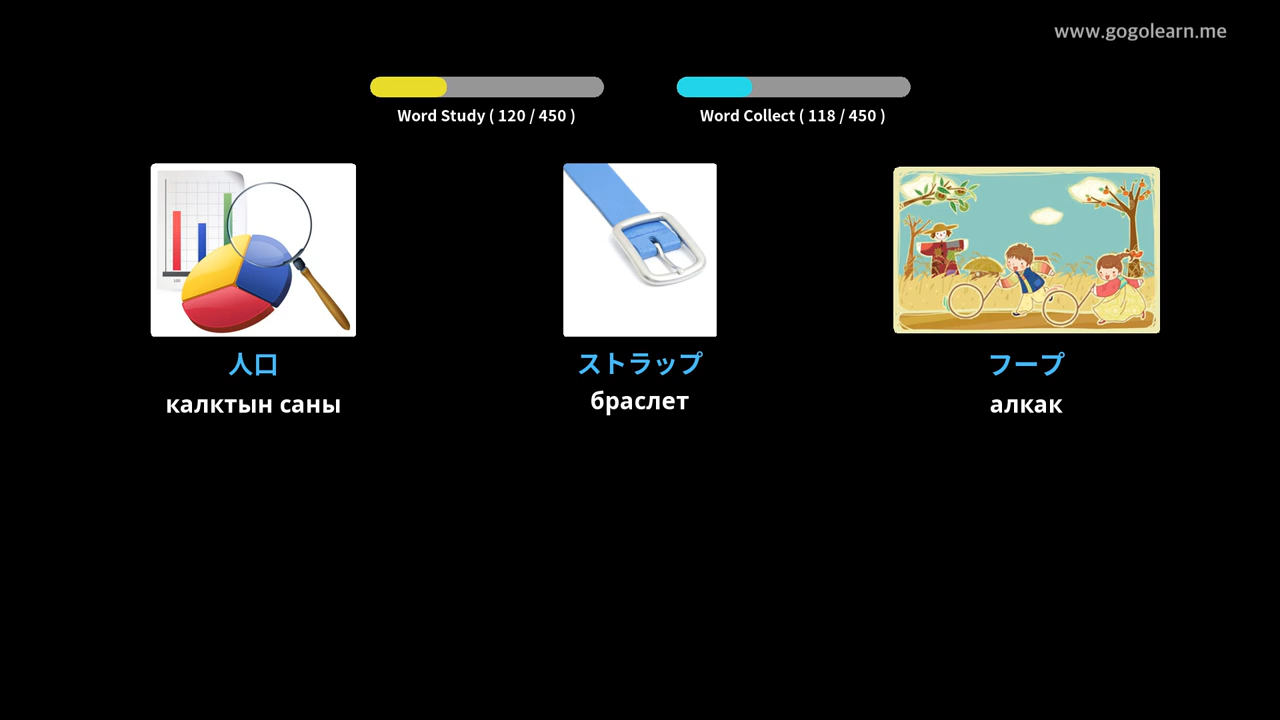 www.gogolearn.me
Word Study ( 120 / 450 )
Word Collect ( 118 / 450 )
人口
ストラップ
フープ
калктын саны
браслет
алкак